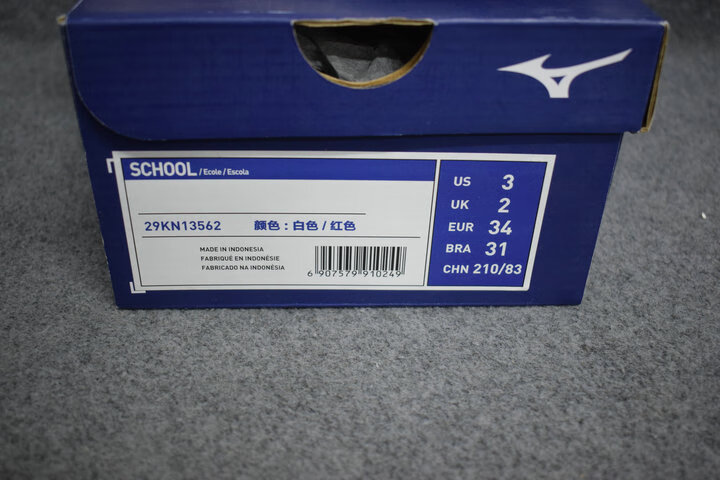 SCHOOL / Ecole / Escola
29KN13562 颜色：白色 / 红色
MADE IN INDONESIA
FABRIQUÉ EN INDONÉSIE
FABRICADO NA INDONÉSIA
6 907579 910249
US 3
UK 2
EUR 34
BRA 31
CHN 210/83